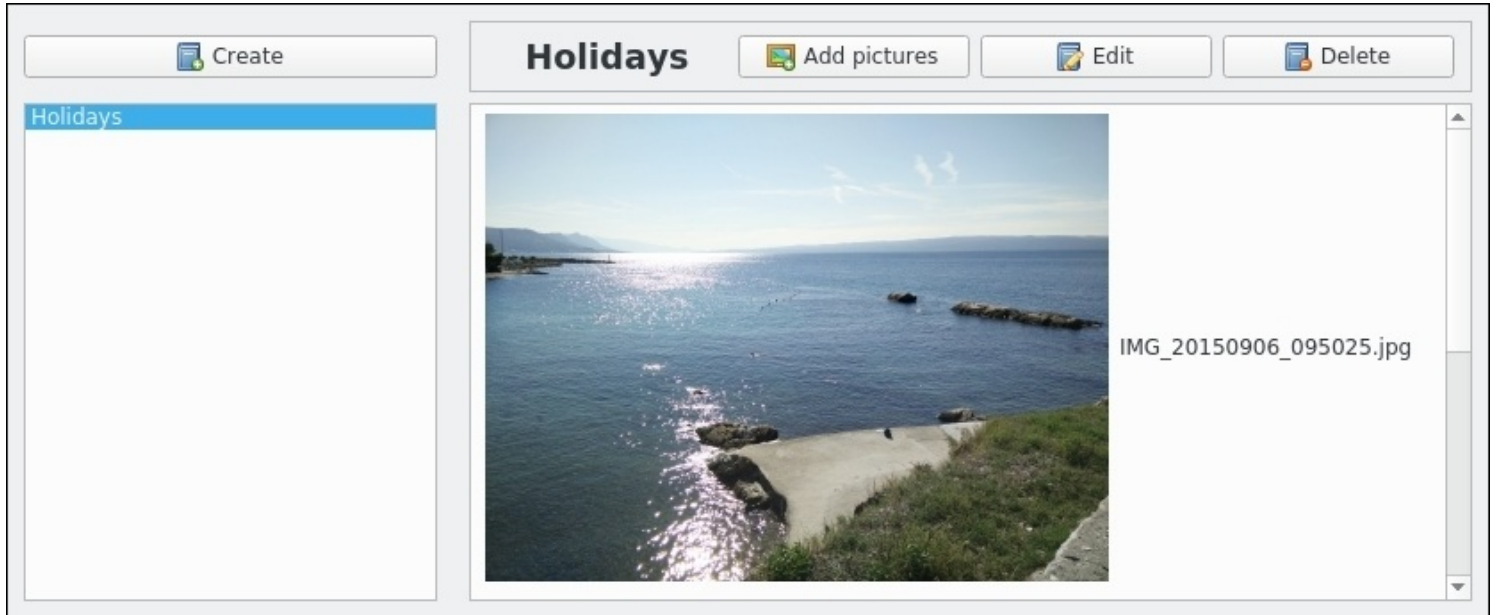 Create
Holidays
Holidays
Add pictures
Edit
Delete
IMG_20150906_095025.jpg